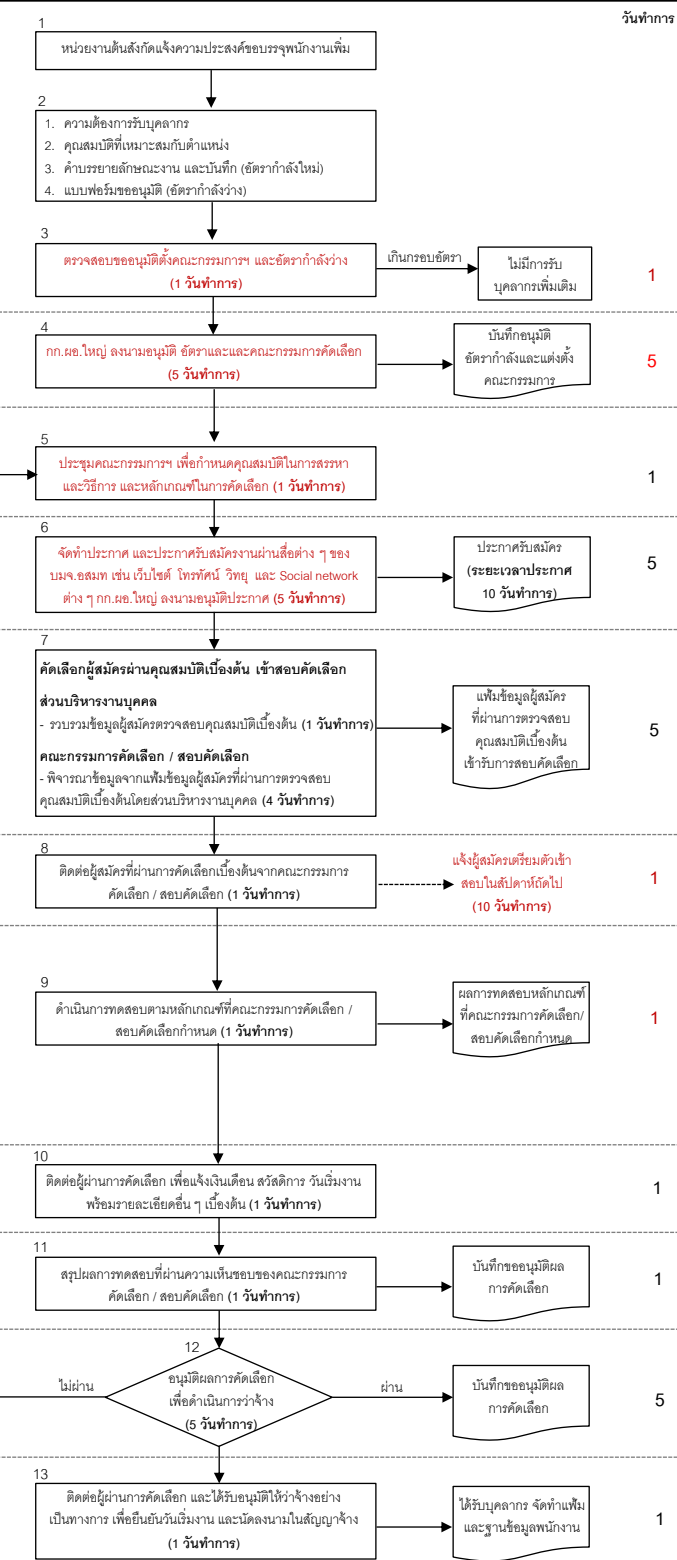 วันทำการ
1
หน่วยงานต้นสังกัดแจ้งความประสงค์ขอบรรจุพนักงานเพิ่ม
2
1. ความต้องการรับบุคลากร
2. คุณสมบัติที่เหมาะสมกับตำแหน่ง
3. คำบรรยายลักษณะงาน และบันทึก (อัตรากำลังใหม่)
4. แบบฟอร์มขออนุมัติ (อัตรากำลังว่าง)
3
ตรวจสอบขออนุมัติตั้งคณะกรรมการฯ และอัตรากำลังว่าง
(1 วันทำการ)
เกินกรอบอัตรา
ไม่มีการรับ
บุคลากรเพิ่มเติม
1
4
กก.ผอ.ใหญ่ ลงนามอนุมัติ อัตราและและคณะกรรมการคัดเลือก
(5 วันทำการ)
บันทึกอนุมัติ
อัตรากำลังและแต่งตั้ง
คณะกรรมการ
5
5
ประชุมคณะกรรมการฯ เพื่อกำหนดคุณสมบัติในการสรรหา
และวิธีการ และหลักเกณฑ์ในการคัดเลือก (1 วันทำการ)
1
6
จัดทำประกาศ และประกาศรับสมัครงานผ่านสื่อต่าง ๆ ของ
บมจ.อสมท เช่น เว็บไซต์ โทรทัศน์ วิทยุ และ Social network
ต่าง ๆ กก.ผอ.ใหญ่ ลงนามอนุมัติประกาศ (5 วันทำการ)
ประกาศรับสมัคร
(ระยะเวลาประกาศ
10 วันทำการ)
5
7
คัดเลือกผู้สมัครผ่านคุณสมบัติเบื้องต้น เข้าสอบคัดเลือก
ส่วนบริหารงานบุคคล
- รวบรวมข้อมูลผู้สมัครตรวจสอบคุณสมบัติเบื้องต้น (1 วันทำการ)
คณะกรรมการคัดเลือก / สอบคัดเลือก
- พิจารณาข้อมูลจากแฟ้มข้อมูลผู้สมัครที่ผ่านการตรวจสอบ
คุณสมบัติเบื้องต้นโดยส่วนบริหารงานบุคคล (4 วันทำการ)
แฟ้มข้อมูลผู้สมัคร
ที่ผ่านการตรวจสอบ
คุณสมบัติเบื้องต้น
เข้ารับการสอบคัดเลือก
5
8
ติดต่อผู้สมัครที่ผ่านการคัดเลือกเบื้องต้นจากคณะกรรมการ
คัดเลือก / สอบคัดเลือก (1 วันทำการ)
แจ้งผู้สมัครเตรียมตัวเข้า
สอบในสัปดาห์ถัดไป
(10 วันทำการ)
1
9
ดำเนินการทดสอบตามหลักเกณฑ์ที่คณะกรรมการคัดเลือก /
สอบคัดเลือกกำหนด (1 วันทำการ)
ผลการทดสอบหลักเกณฑ์
ที่คณะกรรมการคัดเลือก/
สอบคัดเลือกกำหนด
1
10
ติดต่อผู้ผ่านการคัดเลือก เพื่อแจ้งเงินเดือน สวัสดิการ วันเริ่มงาน
พร้อมรายละเอียดอื่น ๆ เบื้องต้น (1 วันทำการ)
1
11
สรุปผลการทดสอบที่ผ่านความเห็นชอบของคณะกรรมการ
คัดเลือก / สอบคัดเลือก (1 วันทำการ)
บันทึกขออนุมัติผล
การคัดเลือก
1
12
ไม่ผ่าน
อนุมัติผลการคัดเลือก
เพื่อดำเนินการว่าจ้าง
(5 วันทำการ)
ผ่าน
บันทึกขออนุมัติผล
การคัดเลือก
5
13
ติดต่อผู้ผ่านการคัดเลือก และได้รับอนุมัติให้ว่าจ้างอย่าง
เป็นทางการ เพื่อยืนยันวันเริ่มงาน และนัดลงนามในสัญญาจ้าง
(1 วันทำการ)
ได้รับบุคลากร จัดทำแฟ้ม
และฐานข้อมูลพนักงาน
1